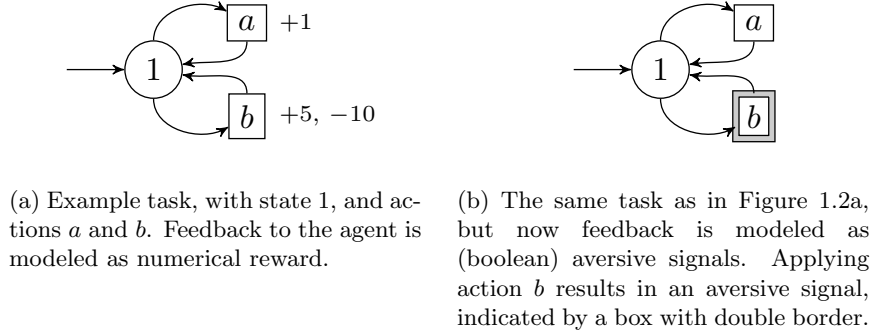 a +1
1
b +5, −10
a
1
b
(a) Example task, with state 1, and ac-
tions a and b. Feedback to the agent is
modeled as numerical reward.
(b) The same task as in Figure 1.2a,
but now feedback is modeled as
(boolean) aversive signals. Applying
action b results in an aversive signal,
indicated by a box with double border.